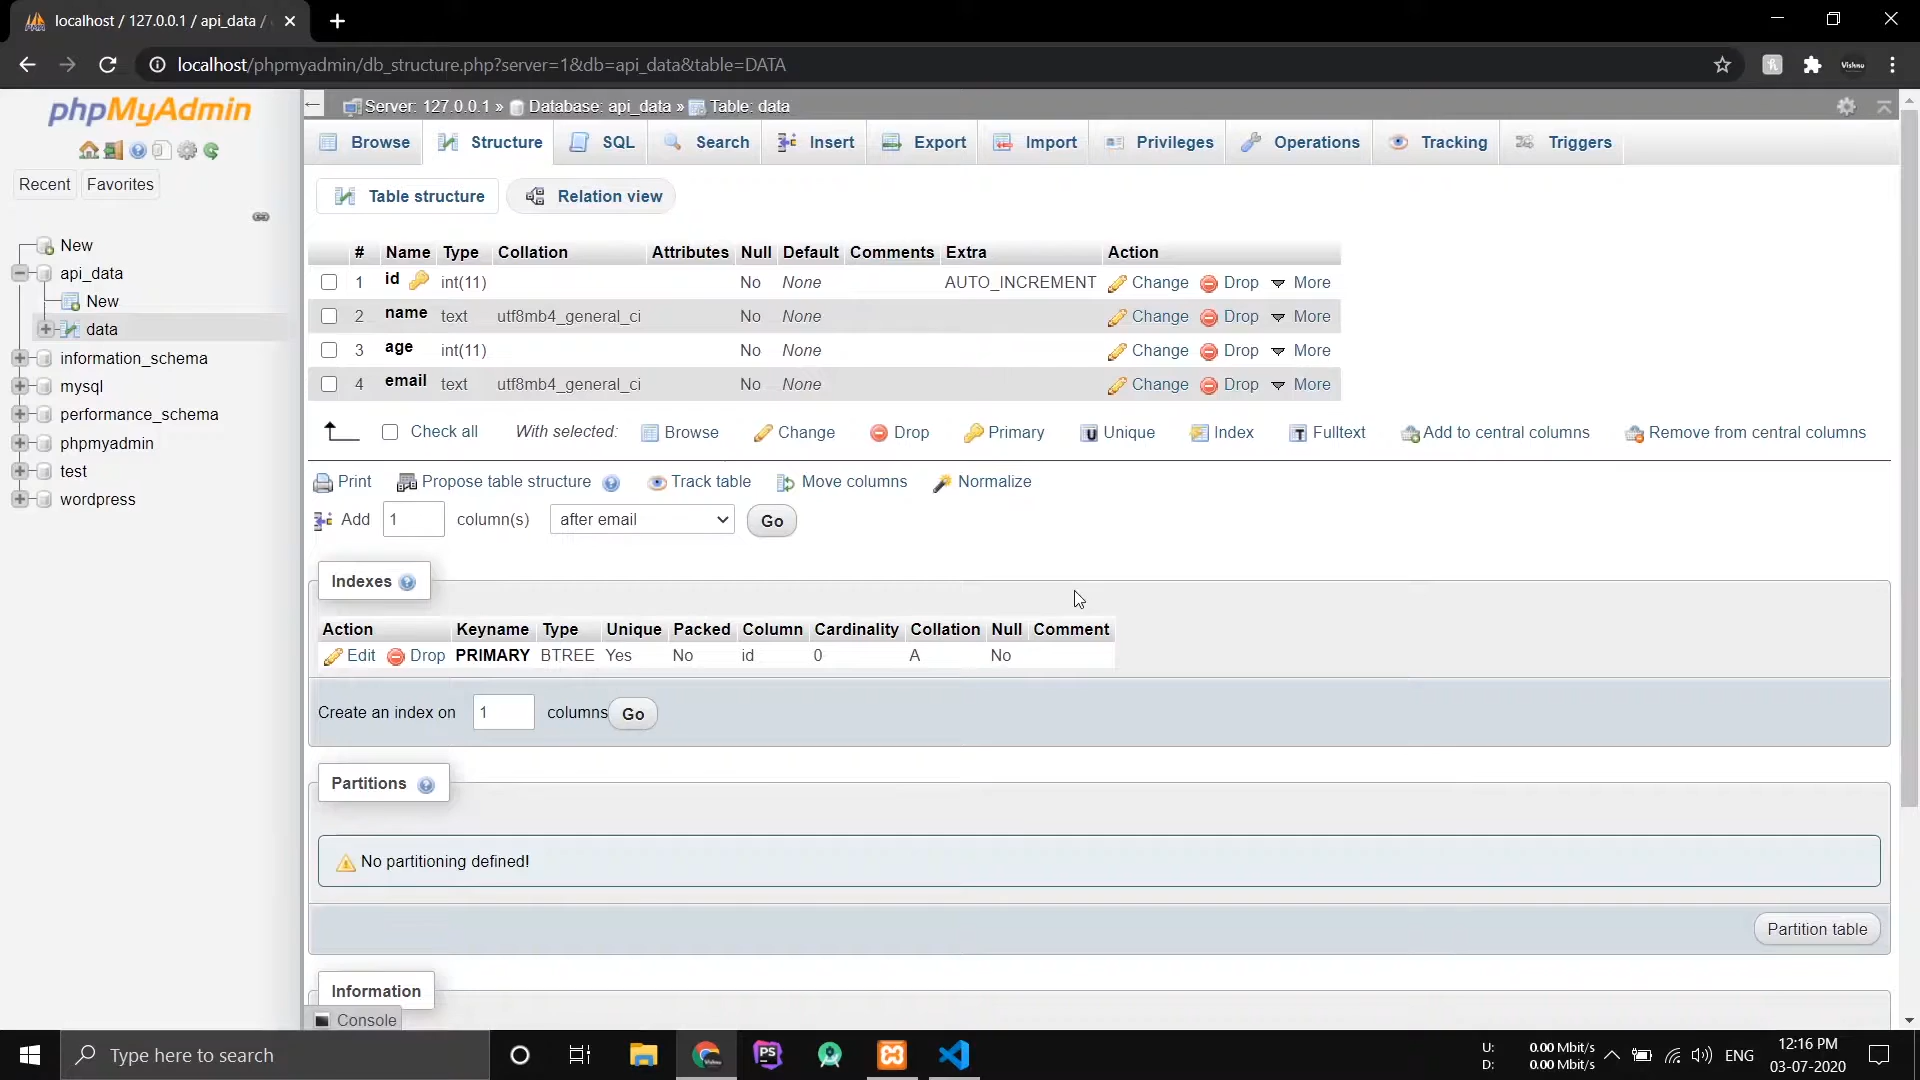 localhost / 127.0.0.1 / api_data /
localhost/phpmyadmin/db_structure.php?server=1&db=api_data&table=DATA
Vishnu
phpMyAdmin
Recent Favorites
New
api_data
New
data
information_schema
mysql
performance_schema
phpmyadmin
test
wordpress
Server: 127.0.0.1 » Database: api_data » Table: data
Browse Structure SQL Search Insert Export Import Privileges Operations Tracking Triggers
Table structure Relation view
# Name Type Collation Attributes Null Default Comments Extra Action
1 id int(11) No None AUTO_INCREMENT Change Drop More
2 name text utf8mb4_general_ci No None Change Drop More
3 age int(11) No None Change Drop More
4 email text utf8mb4_general_ci No None Change Drop More
Check all With selected: Browse Change Drop Primary Unique Index Fulltext Add to central columns Remove from central columns
Print Propose table structure Track table Move columns Normalize
Add 1 column(s) after email Go
Indexes
Action Keyname Type Unique Packed Column Cardinality Collation Null Comment
Edit Drop PRIMARY BTREE Yes No id 0 A No
Create an index on 1 columns Go
Partitions
No partitioning defined!
Partition table
Information
Console
Type here to search
PS
U: 0.00 Mbit/s
D: 0.00 Mbit/s
ENG
12:16 PM
03-07-2020